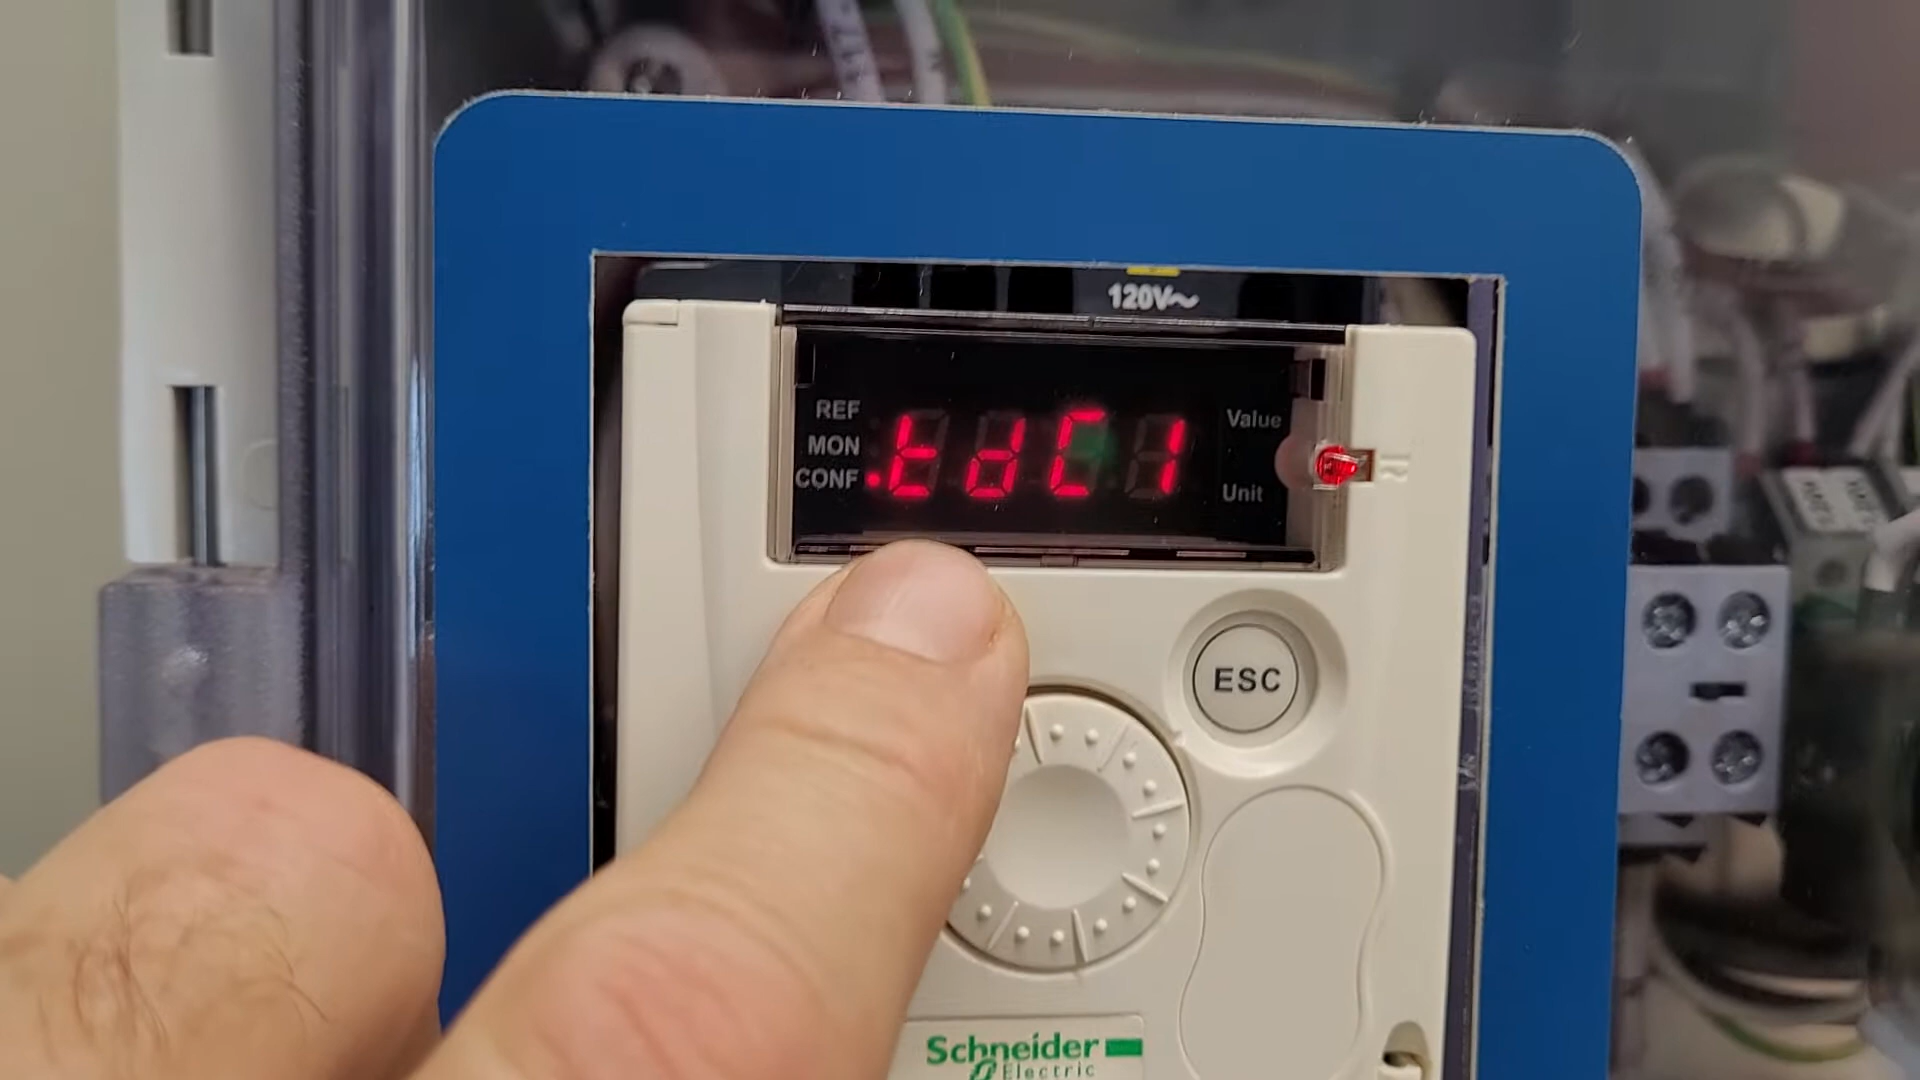 120V~
REF
MON
CONF
tdC1
Value
Unit
ESC
Schneider
Electric